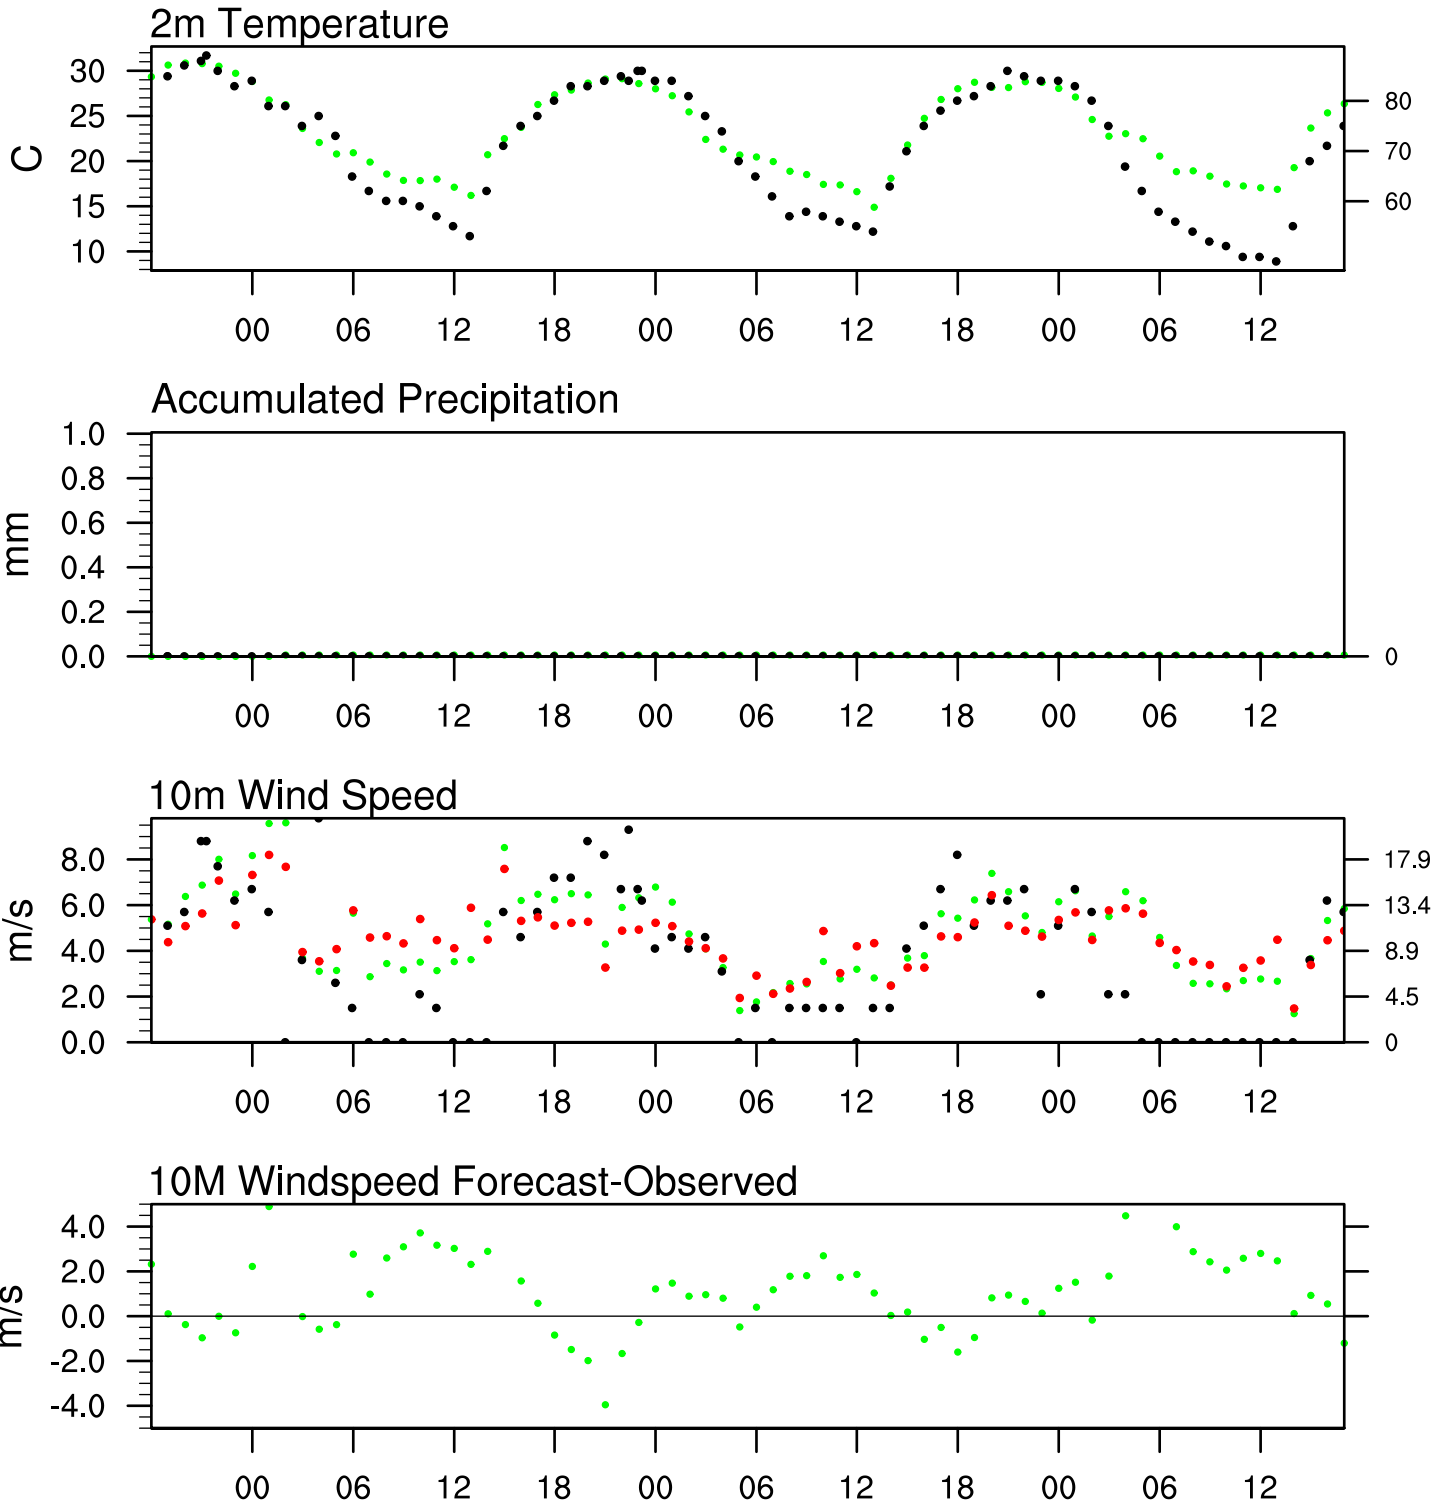 2m Temperature
30
25
20
15
10
C
80
70
60
00 06 12 18 00 06 12 18 00 06 12
Accumulated Precipitation
1.0
0.8
0.6
0.4
0.2
0.0
mm
0
00 06 12 18 00 06 12 18 00 06 12
10m Wind Speed
8.0
6.0
4.0
2.0
0.0
m/s
17.9
13.4
8.9
4.5
0
00 06 12 18 00 06 12 18 00 06 12
10M Windspeed Forecast-Observed
4.0
2.0
0.0
-2.0
-4.0
m/s
00 06 12 18 00 06 12 18 00 06 12